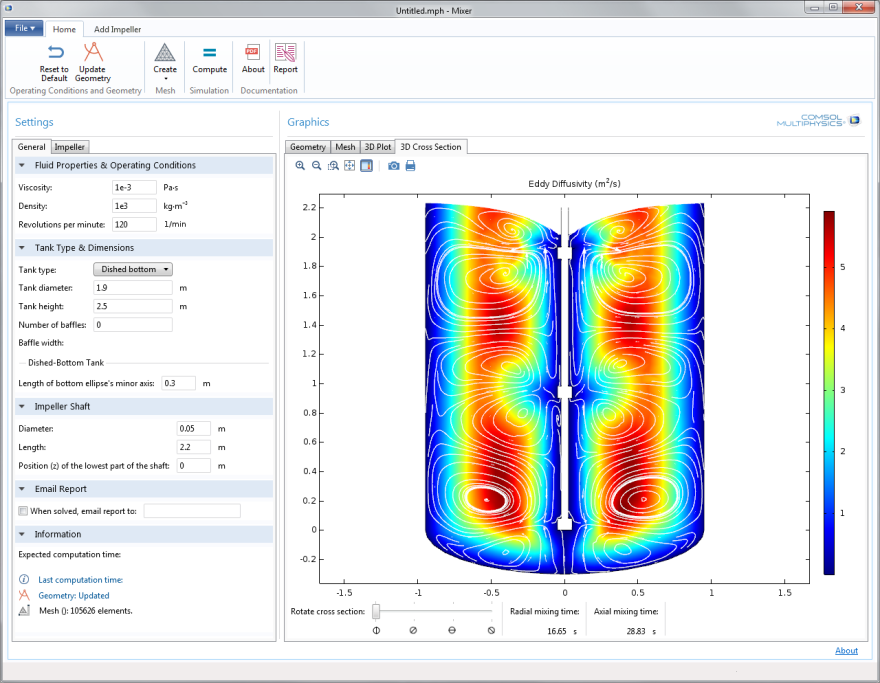 Untitled.mph - Mixer
File Home Add Impeller
Reset to Default Update Geometry Create Compute PDF About Report
Operating Conditions and Geometry Mesh Simulation Documentation
Settings
General Impeller
Fluid Properties & Operating Conditions
Viscosity: 1e-3 Pa·s
Density: 1e3 kg·m⁻³
Revolutions per minute: 120 1/min
Tank Type & Dimensions
Tank type: Dished bottom
Tank diameter: 1.9 m
Tank height: 2.5 m
Number of baffles: 0
Baffle width:
Dished-Bottom Tank
Length of bottom ellipse's minor axis: 0.3 m
Impeller Shaft
Diameter: 0.05 m
Length: 2.2 m
Position (z) of the lowest part of the shaft: 0 m
Email Report
When solved, email report to:
Information
Expected computation time:
Last computation time:
Geometry: Updated
Mesh (): 105626 elements.
Graphics
COMSOL
MULTIPHYSICS®
Geometry Mesh 3D Plot 3D Cross Section
Eddy Diffusivity (m²/s)
2.2
2
1.8
1.6
1.4
1.2
1
0.8
0.6
0.4
0.2
0
-0.2
-1.5 -1 -0.5 0 0.5 1 1.5
5
4
3
2
1
Rotate cross section: Radial mixing time: Axial mixing time:
16.65 s 28.83 s
About